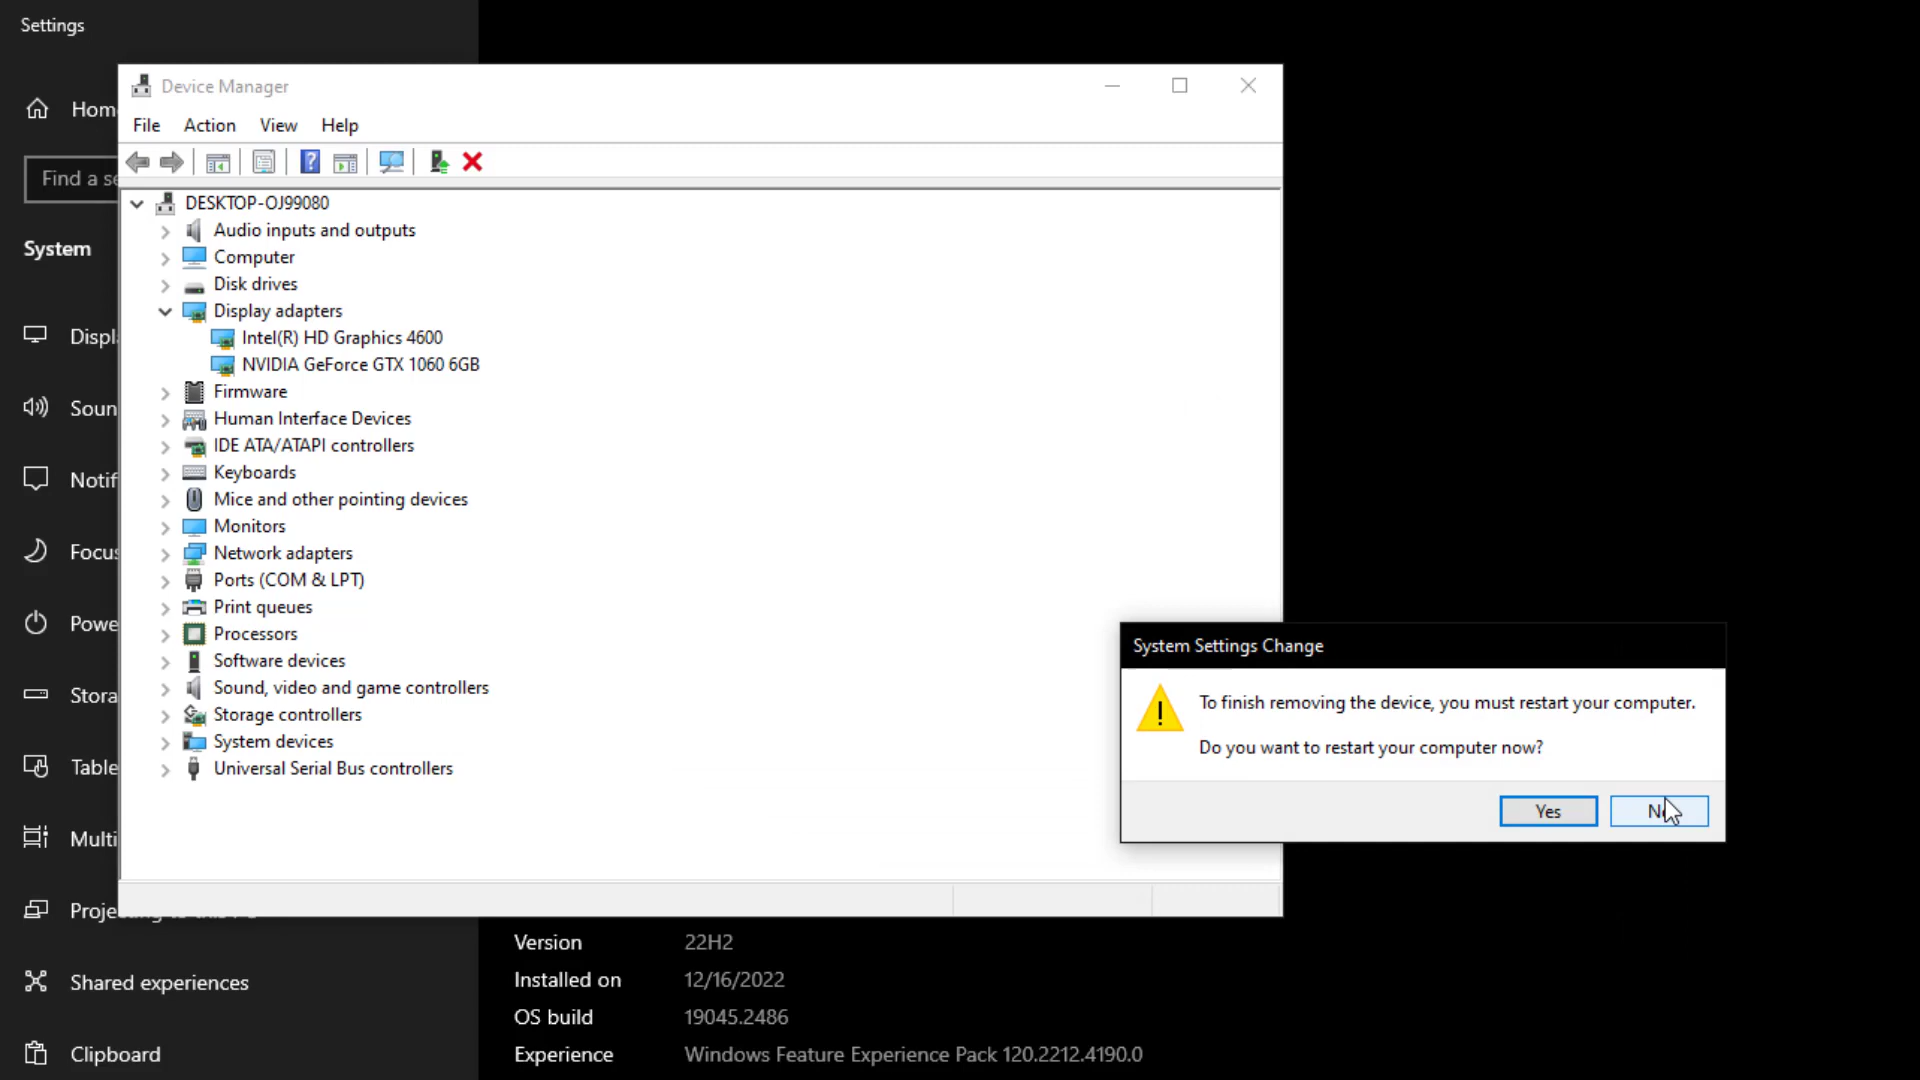 Settings
Device Manager
Hom
File Action View Help
Find a se
DESKTOP-OJ99080
Audio inputs and outputs
System
Computer
Disk drives
Display adapters
Displ
Intel(R) HD Graphics 4600
NVIDIA GeForce GTX 1060 6GB
Firmware
Soun
Human Interface Devices
IDE ATA/ATAPI controllers
Keyboards
Notif
Mice and other pointing devices
Monitors
Focus
Network adapters
Ports (COM & LPT)
Print queues
Powe
Processors
Software devices
Sound, video and game controllers
Stora
Storage controllers
System devices
Table
Universal Serial Bus controllers
System Settings Change
To finish removing the device, you must restart your computer.
Do you want to restart your computer now?
Yes
Multi
Version 22H2
Installed on 12/16/2022
Shared experiences
OS build 19045.2486
Clipboard
Experience Windows Feature Experience Pack 120.2212.4190.0